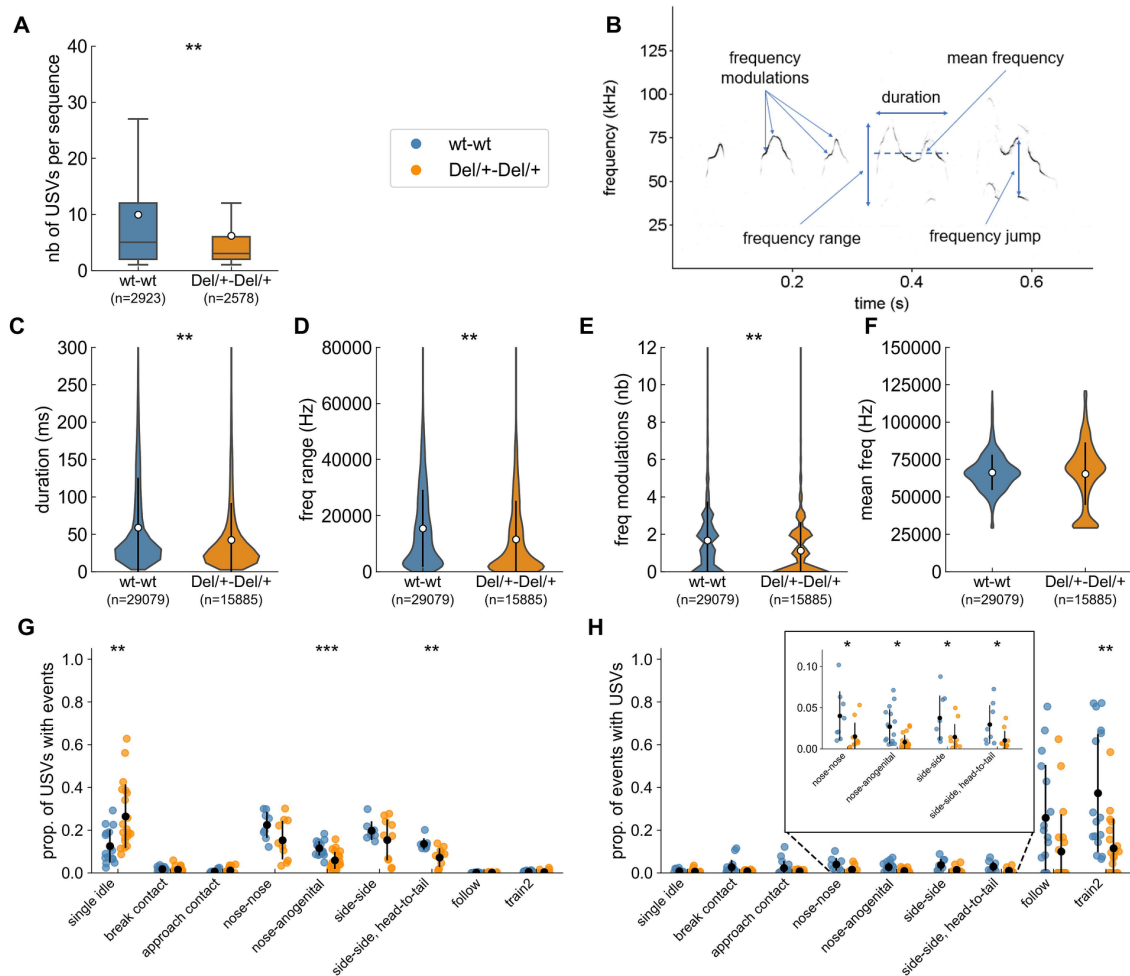 A
**
40
30
20
10
0
nb of USVs per sequence
wt-wt
(n=2923)
Del/+-Del/+
(n=2578)
wt-wt
Del/+-Del/+
B
125
100
75
50
25
frequency (kHz)
frequency
modulations
mean frequency
duration
frequency range
frequency jump
0.2
0.4
0.6
time (s)
C
**
300
250
200
150
100
50
0
duration (ms)
wt-wt
(n=29079)
Del/+-Del/+
(n=15885)
D
**
80000
60000
40000
20000
0
freq range (Hz)
wt-wt
(n=29079)
Del/+-Del/+
(n=15885)
E
**
12
10
8
6
4
2
0
freq modulations (nb)
wt-wt
(n=29079)
Del/+-Del/+
(n=15885)
F
150000
125000
100000
75000
50000
25000
0
mean freq (Hz)
wt-wt
(n=29079)
Del/+-Del/+
(n=15885)
G
**
***
**
1.0
0.8
0.6
0.4
0.2
0.0
prop. of USVs with events
single idle
break contact
approach contact
nose-nose
nose-anogenital
side-side
side-side, head-to-tail
follow
train2
H
**
1.0
0.8
0.6
0.4
0.2
0.0
prop. of events with USVs
*
*
*
*
0.10
0.05
0.00
nose-nose
nose-anogenital
side-side
side-side, head-to-tail
single idle
break contact
approach contact
nose-nose
nose-anogenital
side-side
side-side, head-to-tail
follow
train2